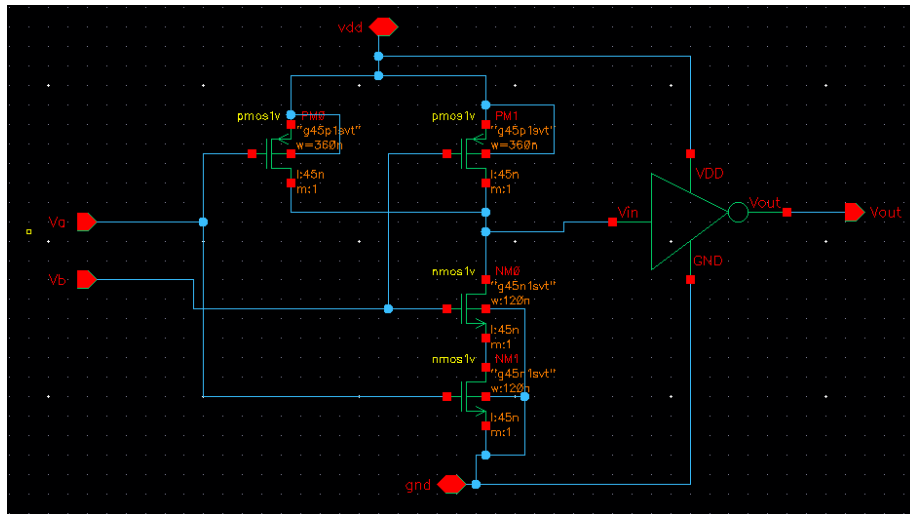 vdd
pmos1v PM0
"g45p1svt"
w=360n
l:45n
m:1
pmos1v PM1
"g45p1svt"
w=360n
l:45n
m:1
VDD
Va
Vin
Vout
Vout
Vb
GND
nmos1v NM0
"g45n1svt"
w:120n
l:45n
m:1
nmos1v NM1
"g45n1svt"
w:120n
l:45n
m:1
gnd